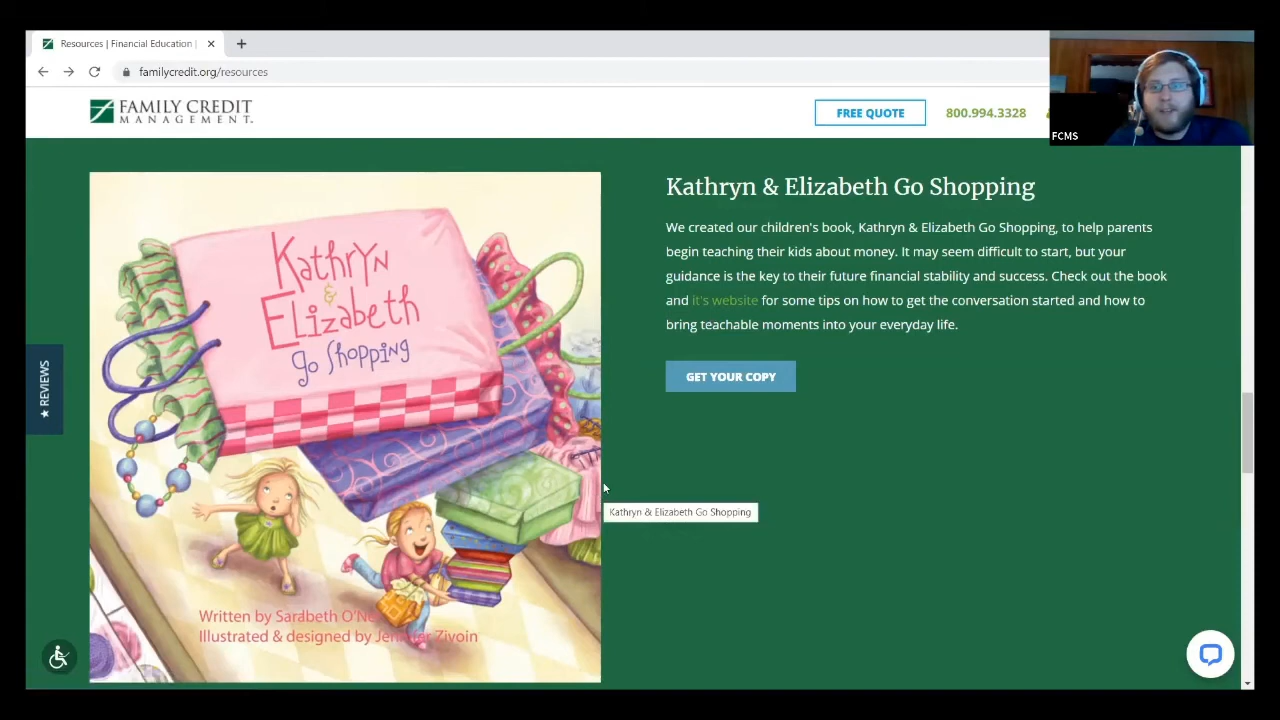 Resources | Financial Education |
familycredit.org/resources
FAMILY CREDIT
MANAGEMENT.
FREE QUOTE
800.994.3328
FCMS
★ REVIEWS
Kathryn
&
Elizabeth
go Shopping
Written by Sarabeth
Illustrated & designed by Zivoin
Kathryn & Elizabeth Go Shopping
We created our children's book, Kathryn & Elizabeth Go Shopping, to help parents
begin teaching their kids about money. It may seem difficult to start, but your
guidance is the key to their future financial stability and success. Check out the book
and it's website for some tips on how to get the conversation started and how to
bring teachable moments into your everyday life.
GET YOUR COPY
Kathryn & Elizabeth Go Shopping